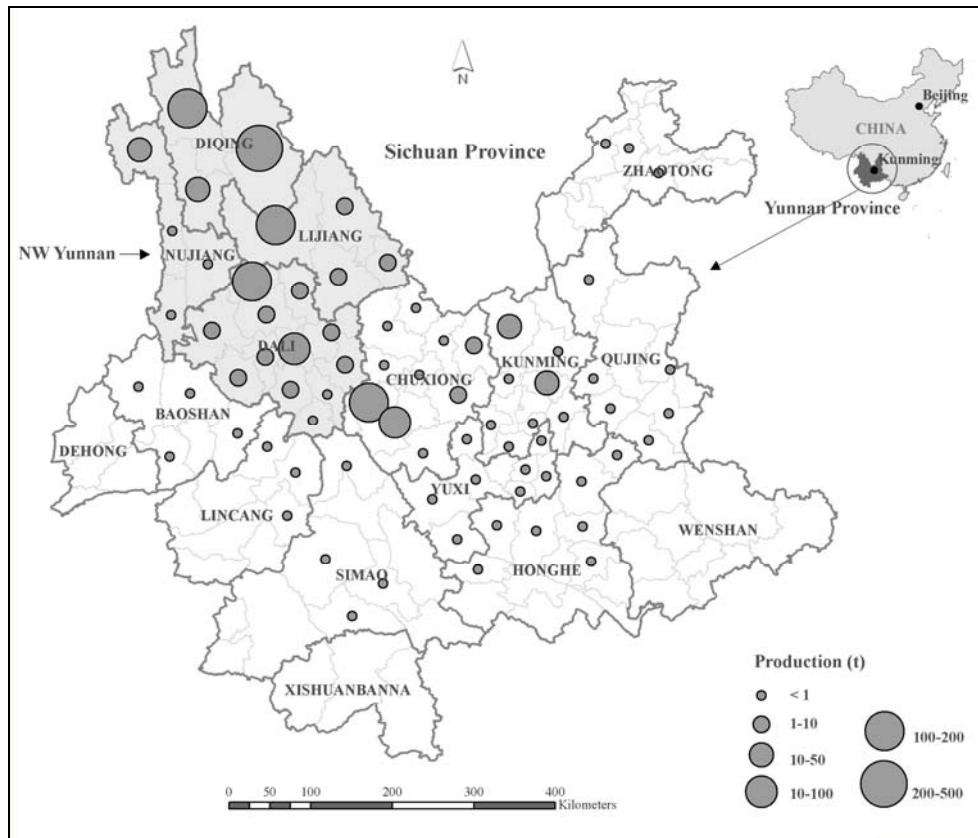 N
Beijing
CHINA
Kunming
Yunnan Province
Sichuan Province
DIQING
ZHAOTONG
LIJIANG
NW Yunnan
NUJIANG
DALI
KUNMING
QUJING
CHUXIONG
BAOSHAN
DEHONG
YUXI
LINCANG
WENSHAN
SIMAO
HONGHE
XISHUANBANNA
Production (t)
< 1
1-10
10-50
10-100
100-200
200-500
0 25 50 100 200 300 400
Kilometers